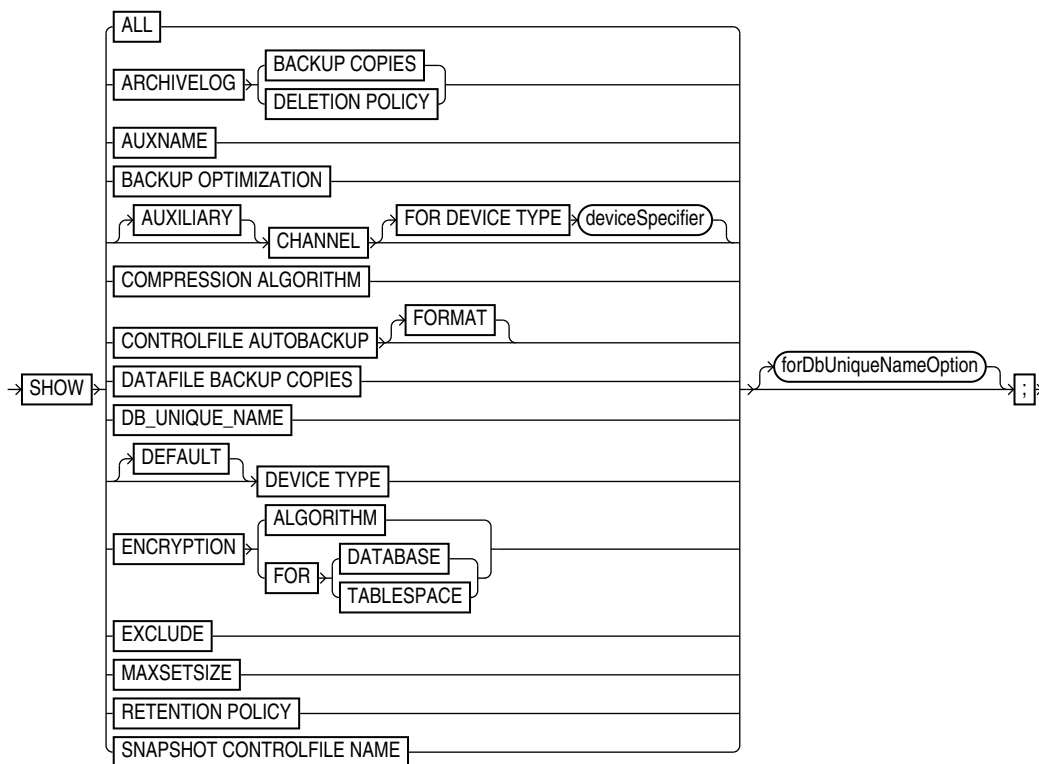 ALL
ARCHIVELOG
BACKUP COPIES
DELETION POLICY
AUXNAME
BACKUP OPTIMIZATION
AUXILIARY
CHANNEL
FOR DEVICE TYPE
deviceSpecifier
COMPRESSION ALGORITHM
CONTROLFILE AUTOBACKUP
FORMAT
SHOW
DATAFILE BACKUP COPIES
forDbUniqueNameOption
;
DB_UNIQUE_NAME
DEFAULT
DEVICE TYPE
ENCRYPTION
ALGORITHM
FOR
DATABASE
TABLESPACE
EXCLUDE
MAXSETSIZE
RETENTION POLICY
SNAPSHOT CONTROLFILE NAME